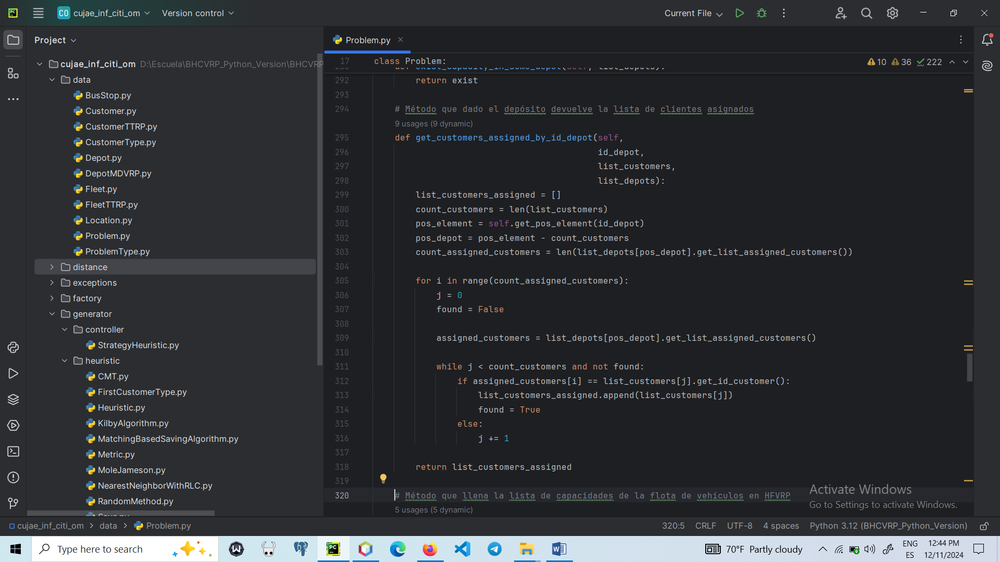 PC
CO cujae_inf_citi_om
Version control
Current File
Project
Problem.py
cujae_inf_citi_om D:\Escuela\BHCVRP_Python_Version\BHCVRP
data
BusStop.py
Customer.py
CustomerTTRP.py
CustomerType.py
Depot.py
DepotMDVRP.py
Fleet.py
FleetTTRP.py
Location.py
Problem.py
ProblemType.py
distance
exceptions
factory
generator
controller
StrategyHeuristic.py
heuristic
CMT.py
FirstCustomerType.py
Heuristic.py
KilbyAlgorithm.py
MatchingBasedSavingAlgorithm.py
Metric.py
MoleJameson.py
NearestNeighborWithRLC.py
RandomMethod.py
17 class Problem:
10 36 222
def exist_capacity_in_some_depot(self, list_depots):
292 return exist
293
294 # Método que dado el depósito devuelve la lista de clientes asignados
9 usages (9 dynamic)
295 def get_customers_assigned_by_id_depot(self,
296 id_depot,
297 list_customers,
298 list_depots):
299 list_customers_assigned = []
300 count_customers = len(list_customers)
301 pos_element = self.get_pos_element(id_depot)
302 pos_depot = pos_element - count_customers
303 count_assigned_customers = len(list_depots[pos_depot].get_list_assigned_customers())
304
305 for i in range(count_assigned_customers):
306 j = 0
307 found = False
308
309 assigned_customers = list_depots[pos_depot].get_list_assigned_customers()
310
311 while j < count_customers and not found:
312 if assigned_customers[i] == list_customers[j].get_id_customer():
313 list_customers_assigned.append(list_customers[j])
314 found = True
315 else:
316 j += 1
317
318 return list_customers_assigned
319
320 # Método que llena la lista de capacidades de la flota de vehículos en HFVRP
5 usages (5 dynamic)
Activate Windows
Go to Settings to activate Windows.
cujae_inf_citi_om > data > Problem.py
320:5 CRLF UTF-8 4 spaces Python 3.12 (BHCVRP_Python_Version)
Type here to search
PC
70°F Partly cloudy
ENG
ES
12:44 PM
12/11/2024